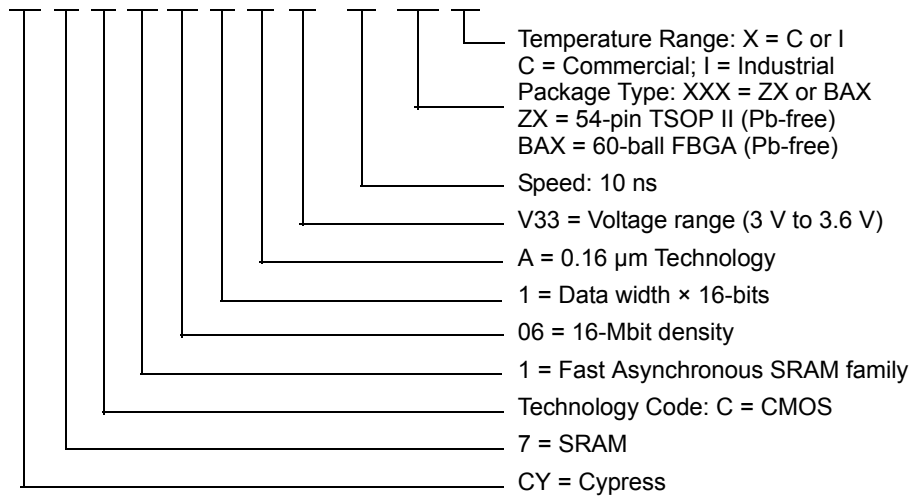 Temperature Range: X = C or I
C = Commercial; I = Industrial
Package Type: XXX = ZX or BAX
ZX = 54-pin TSOP II (Pb-free)
BAX = 60-ball FBGA (Pb-free)
Speed: 10 ns
V33 = Voltage range (3 V to 3.6 V)
A = 0.16 µm Technology
1 = Data width × 16-bits
06 = 16-Mbit density
1 = Fast Asynchronous SRAM family
Technology Code: C = CMOS
7 = SRAM
CY = Cypress